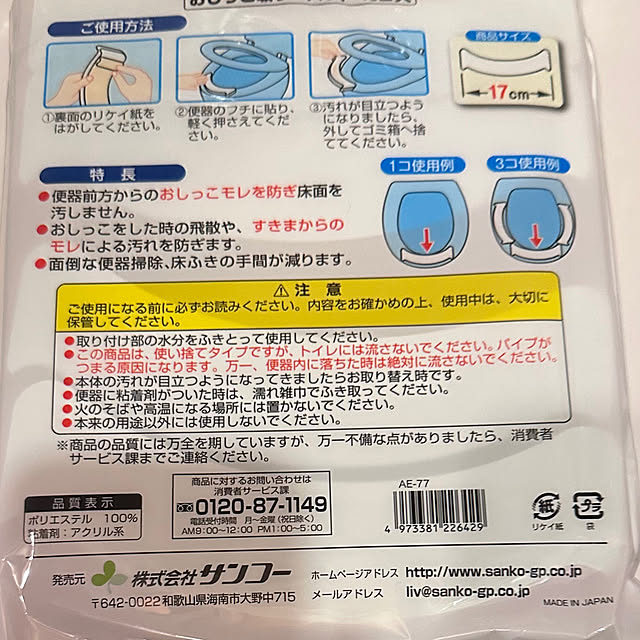 ご使用方法
①裏面のリケイ紙を
はがしてください。
②便器のフチに貼り、
軽く押さえてくだ
さい。
③汚れが目立つよう
になりましたら、
外してゴミ箱へ捨
ててください。
商品サイズ
17cm
特長
●便器前方からのおしっこモレを防ぎ床面を
汚しません。
●おしっこをした時の飛散や、すきまからの
モレによる汚れを防ぎます。
●面倒な便器掃除、床ふきの手間が減ります。
1コ使用例
3コ使用例
⚠注意
ご使用になる前に必ずお読みください。内容をお確かめの上、使用中は、大切に
保管してください。
●取り付け部の水分をふきとって使用してください。
●この商品は、使い捨てタイプですが、トイレには流さないでください。パイプが
つまる原因になります。万一、便器内に落ちた時は絶対に流さないでください。
●本体の汚れが目立つようになってきましたらお取り替え時です。
●便器に粘着剤がついた時は、濡れ雑巾でふき取ってください。
●火のそばや高温になる場所には置かないでください。
●本来の用途以外には使用しないでください。
※商品の品質には万全を期していますが、万一不備な点がありましたら、消費者
サービス課までご連絡ください。
品質表示
ポリエステル 100%
粘着剤：アクリル系
商品に対するお問い合わせは
消費者サービス課
0120-87-1149
電話受付時間 月〜金曜(祝日除く)
AM9:00〜12:00 PM1:00〜5:00
AE-77
4 973381 226429
紙
リケイ紙
プラ
袋
発売元 株式会社サンコー
〒642-0022 和歌山県海南市大野中715
ホームページアドレス http://www.sanko-gp.co.jp
メールアドレス liv@sanko-gp.co.jp
MADE IN JAPAN